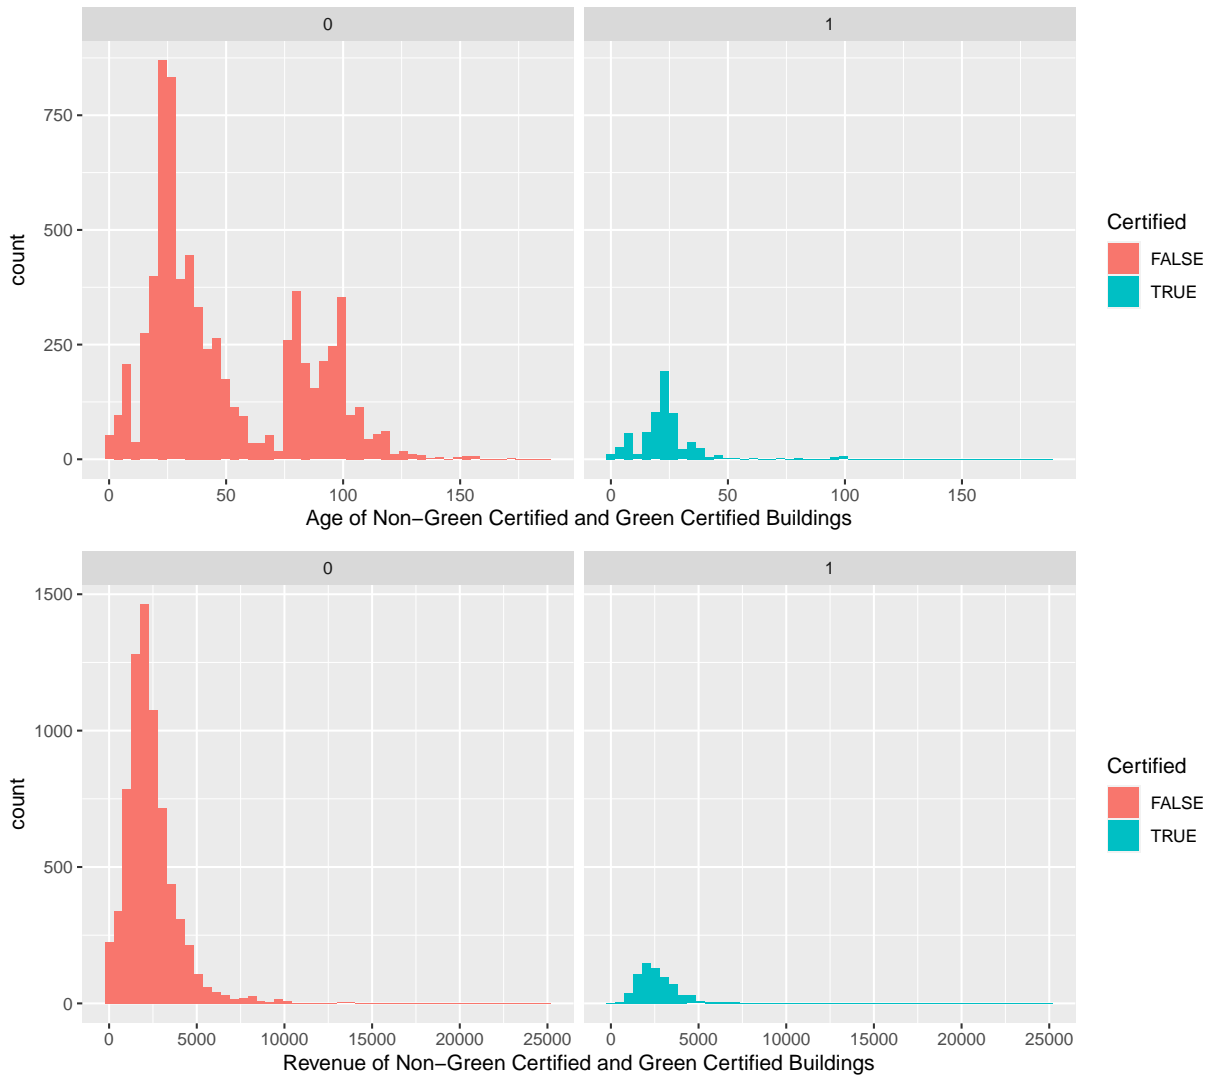 0 1
750
500
250
0
count
0 50 100 150 0 50 100 150
Age of Non−Green Certified and Green Certified Buildings
Certified
FALSE
TRUE
0 1
1500
1000
500
0
count
0 5000 10000 15000 20000 25000 0 5000 10000 15000 20000 25000
Revenue of Non−Green Certified and Green Certified Buildings
Certified
FALSE
TRUE